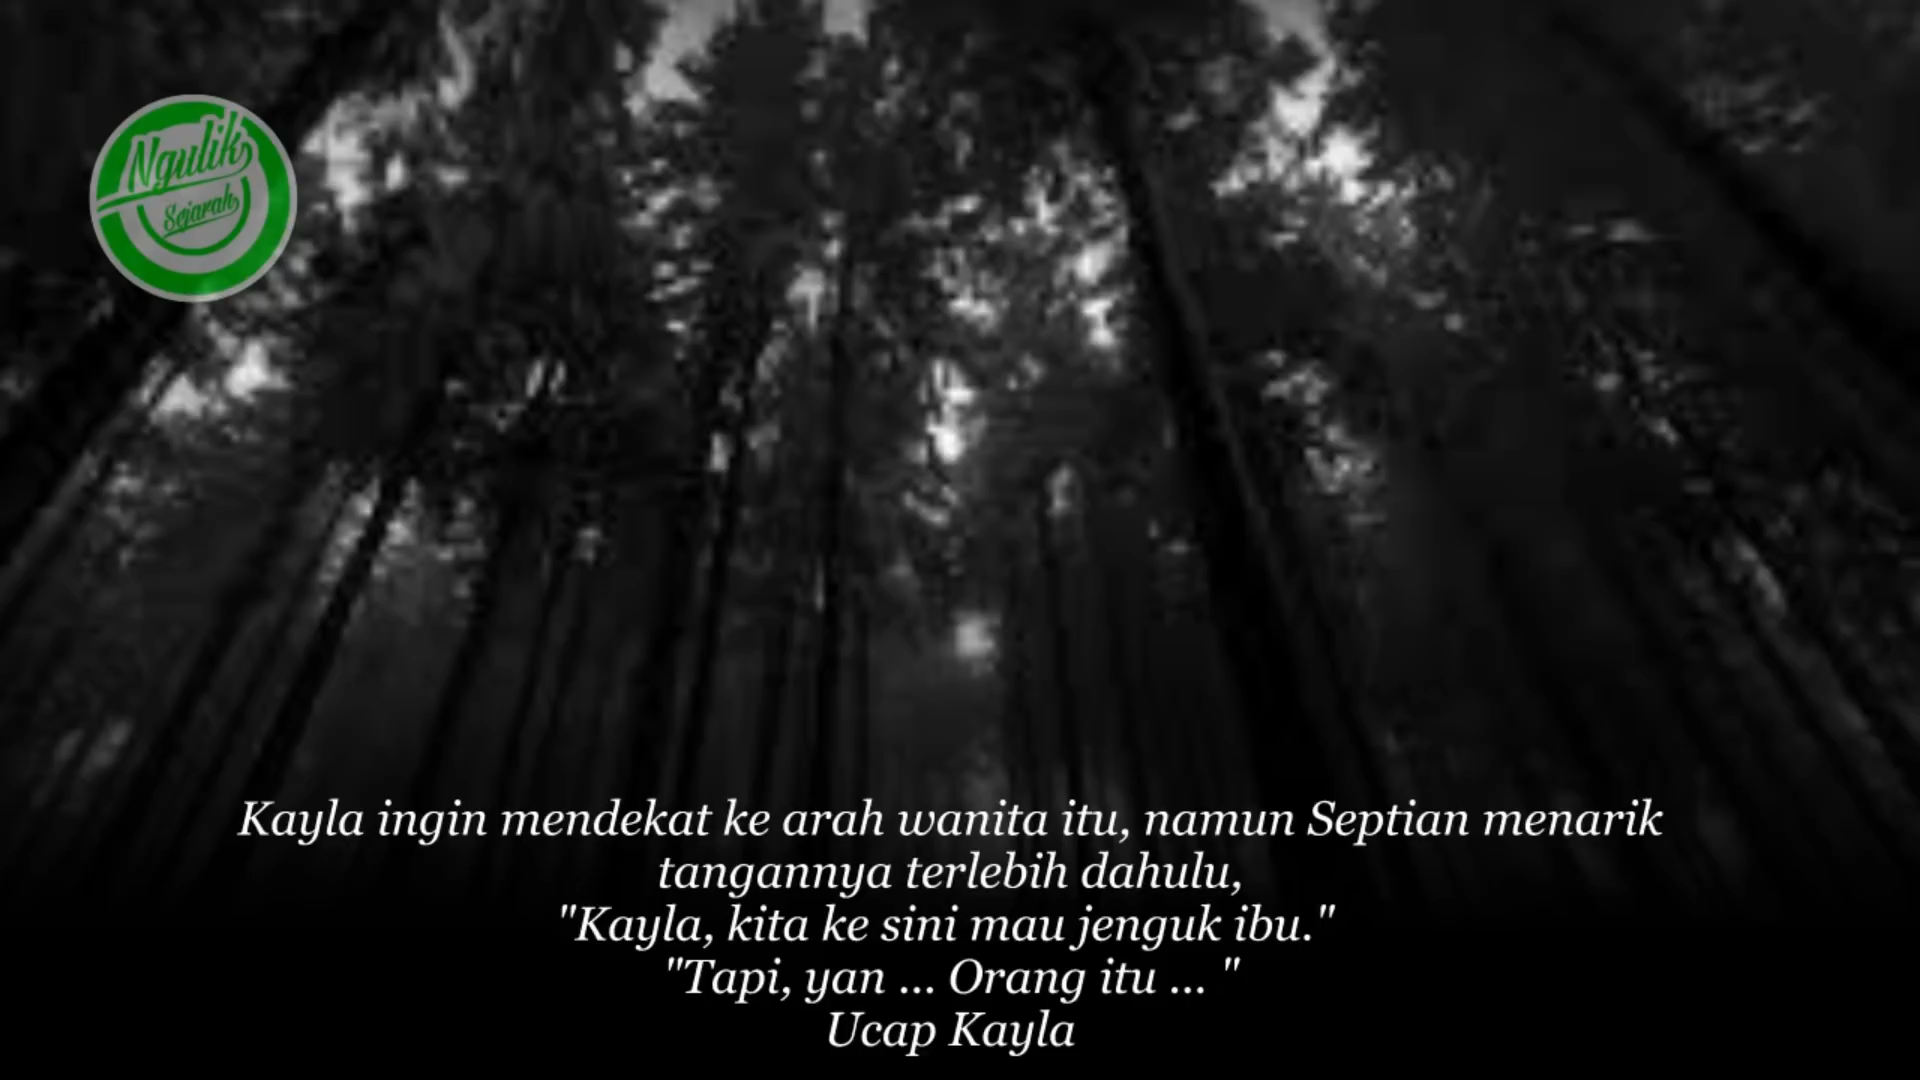 Ngulik
Sejarah
Kayla ingin mendekat ke arah wanita itu, namun Septian menarik
tangannya terlebih dahulu,
"Kayla, kita ke sini mau jenguk ibu."
"Tapi, yan ... Orang itu ... "
Ucap Kayla